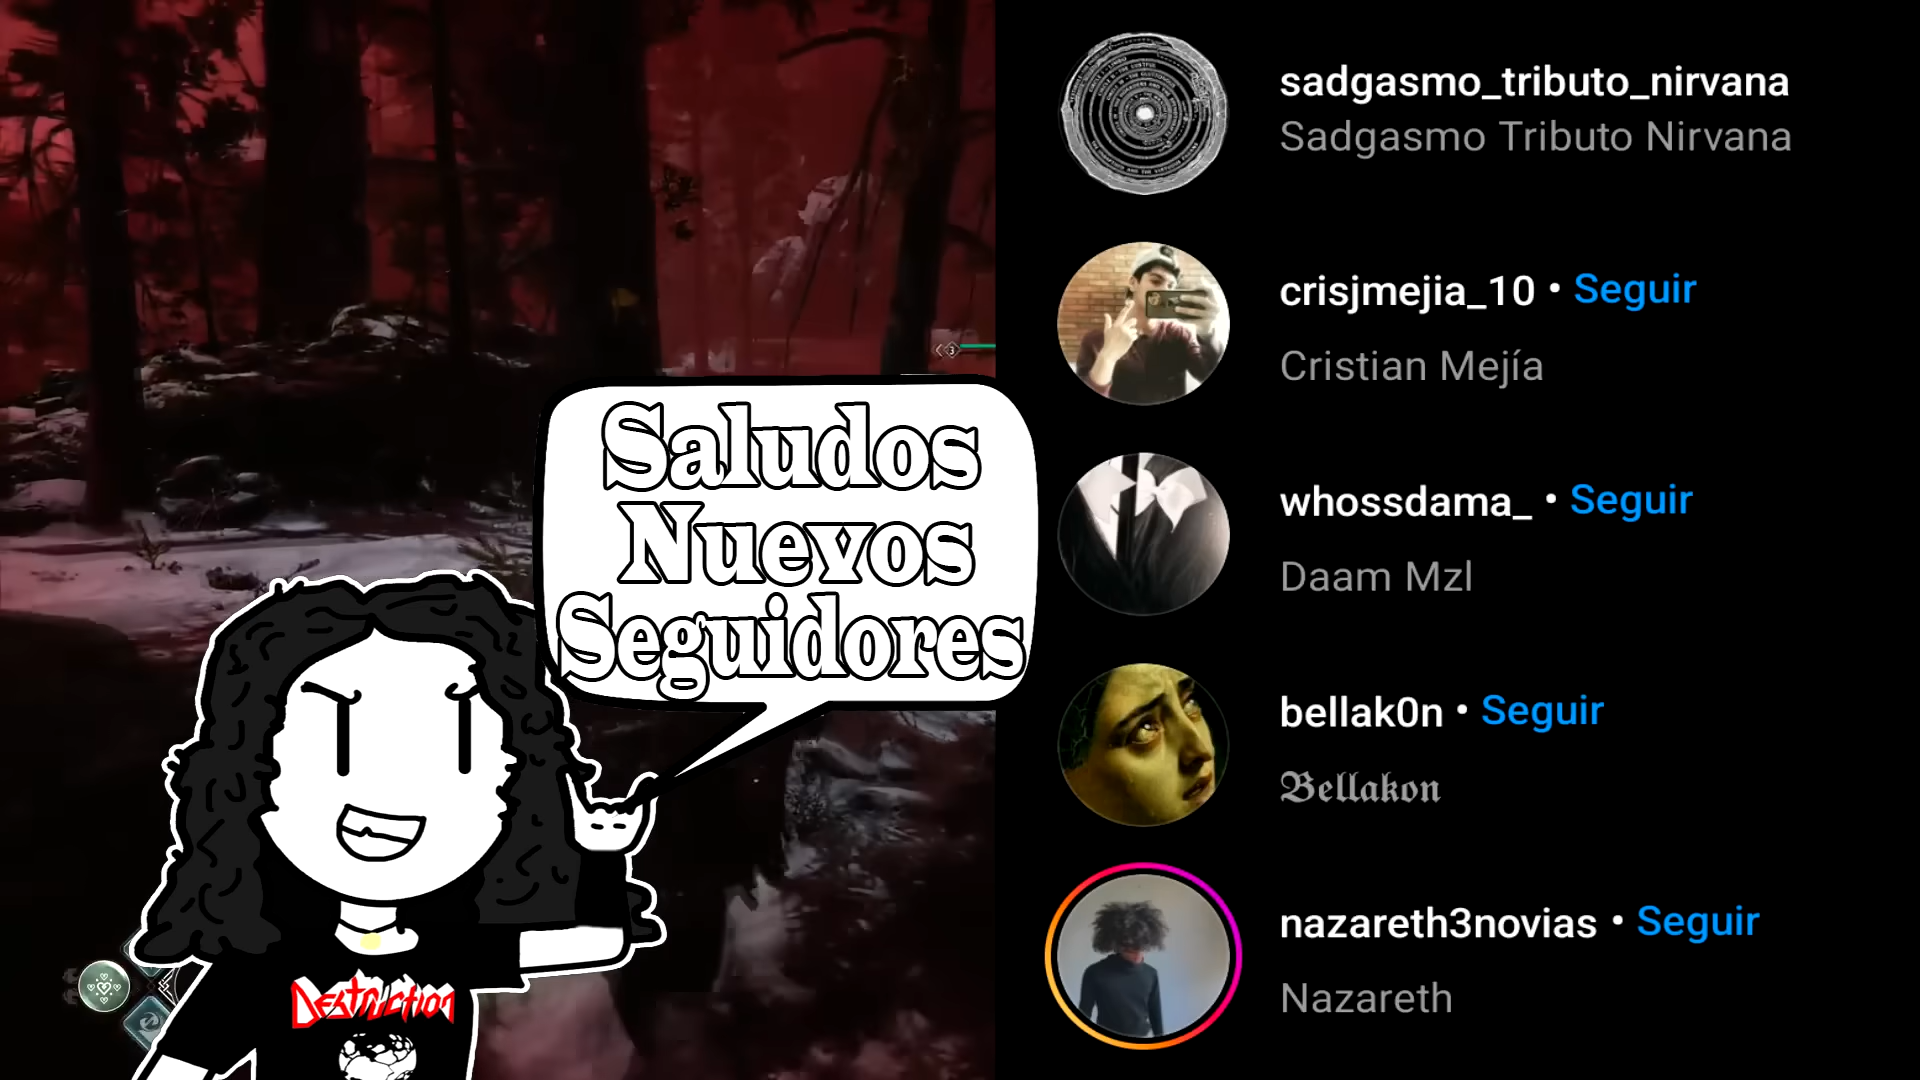 Saludos
Nuevos
Seguidores
DESTRUCTION
3
sadgasmo_tributo_nirvana
Sadgasmo Tributo Nirvana
crisjmejia_10 • Seguir
Cristian Mejía
whossdama_ • Seguir
Daam Mzl
bellak0n • Seguir
𝕭𝖊𝖑𝖑𝖆𝖐𝖔𝖓
nazareth3novias • Seguir
Nazareth